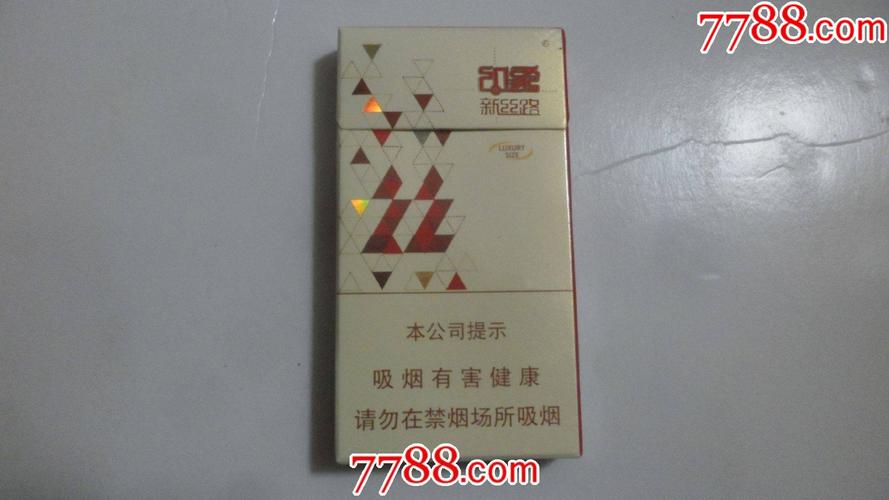 7788.com
印象
新丝路
LUXURY
SIZE
本公司提示
吸烟有害健康
请勿在禁烟场所吸烟
7788.com